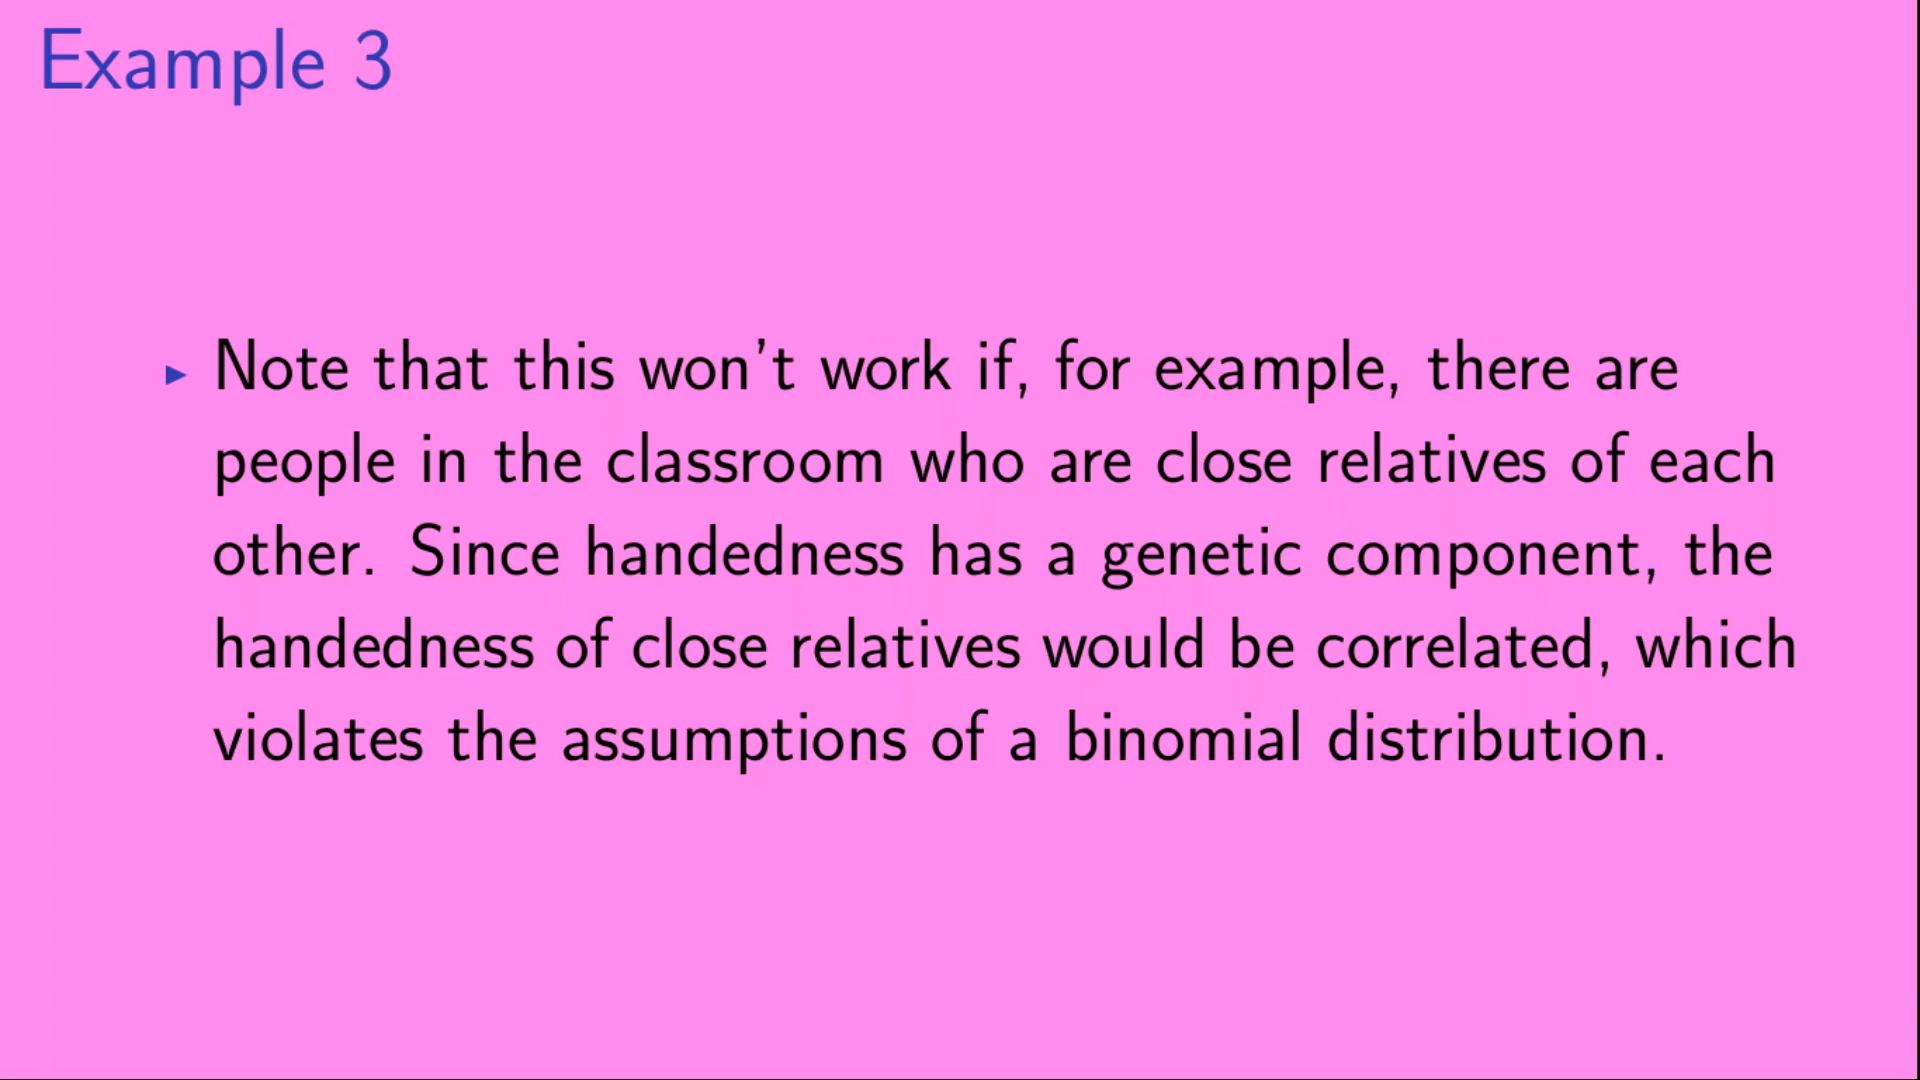 Example 3
▸ Note that this won't work if, for example, there are
people in the classroom who are close relatives of each
other. Since handedness has a genetic component, the
handedness of close relatives would be correlated, which
violates the assumptions of a binomial distribution.